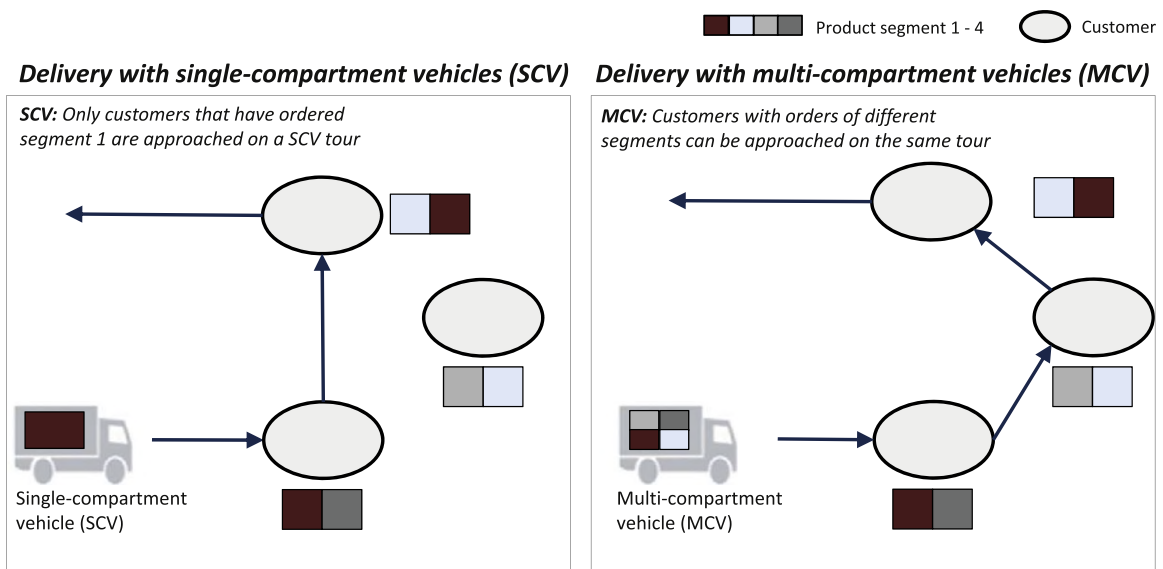 Product segment 1 - 4
Customer
Delivery with single-compartment vehicles (SCV)
SCV: Only customers that have ordered
segment 1 are approached on a SCV tour
Single-compartment
vehicle (SCV)
Delivery with multi-compartment vehicles (MCV)
MCV: Customers with orders of different
segments can be approached on the same tour
Multi-compartment
vehicle (MCV)